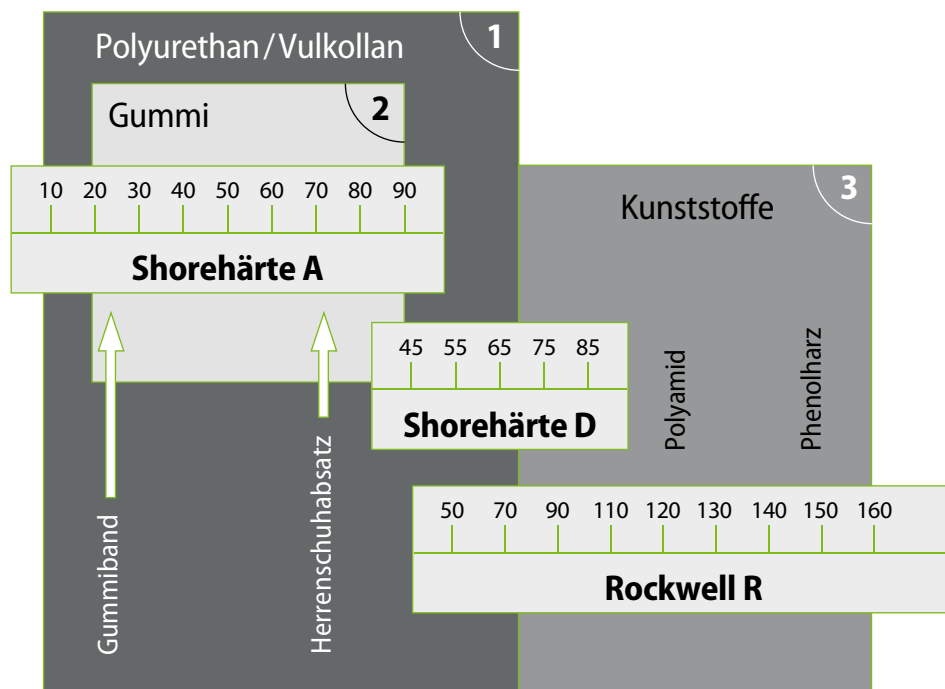 Polyurethan / Vulkollan
1
Gummi
2
10 20 30 40 50 60 70 80 90
Shorehärte A
Kunststoffe
3
45 55 65 75 85
Shorehärte D
Polyamid
Phenolharz
Gummiband
Herrenschuhabsatz
50 70 90 110 120 130 140 150 160
Rockwell R